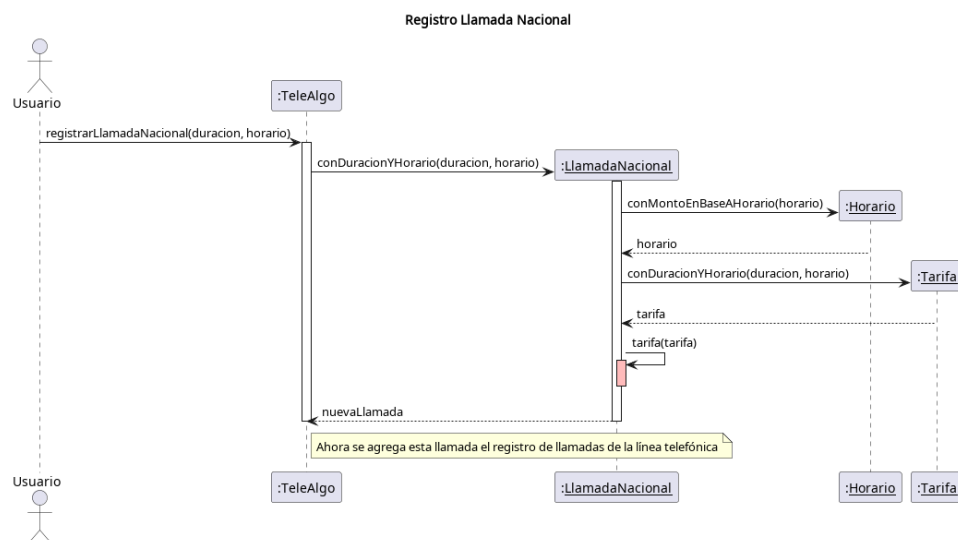 Registro Llamada Nacional
Usuario
:TeleAlgo
registrarLlamadaNacional(duracion, horario)
conDuracionYHorario(duracion, horario)
:LlamadaNacional
conMontoEnBaseAHorario(horario)
:Horario
horario
conDuracionYHorario(duracion, horario)
:Tarifa
tarifa
tarifa(tarifa)
nuevaLlamada
Ahora se agrega esta llamada el registro de llamadas de la línea telefónica
Usuario
:TeleAlgo
:LlamadaNacional
:Horario
:Tarifa